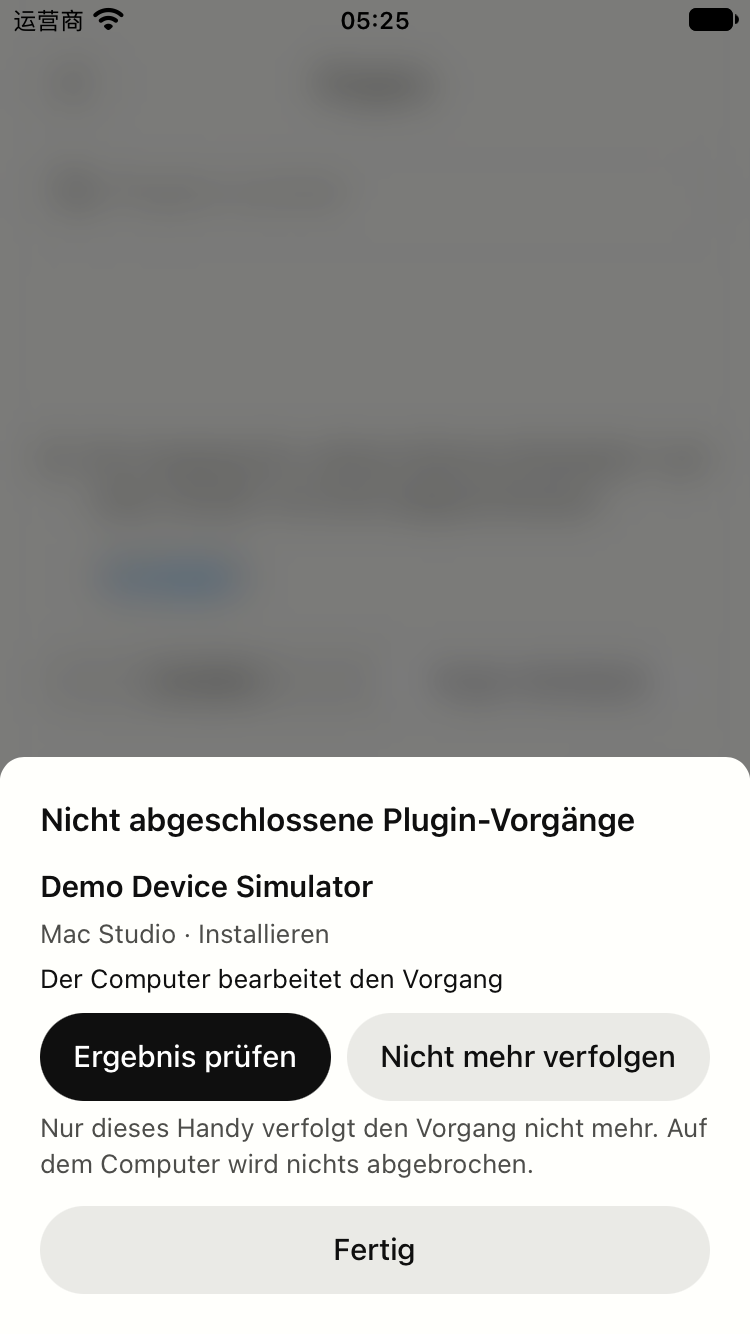 运营商
05:25
Nicht abgeschlossene Plugin-Vorgänge
Demo Device Simulator
Mac Studio · Installieren
Der Computer bearbeitet den Vorgang
Ergebnis prüfen
Nicht mehr verfolgen
Nur dieses Handy verfolgt den Vorgang nicht mehr. Auf
dem Computer wird nichts abgebrochen.
Fertig